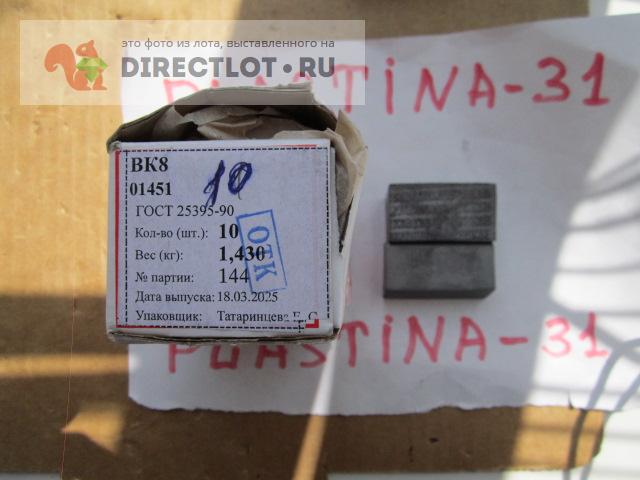 это фото из лота, выставленного на
DIRECTLOT.RU
PLASTINA-31
ВК8
01451
10
ГОСТ 25395-90
Кол-во (шт.): 10
Вес (кг): 1,430
ОТК
№ партии: 144
Дата выпуска: 18.03.2025
Упаковщик: Татаринцева Е.С
PLASTINA-31